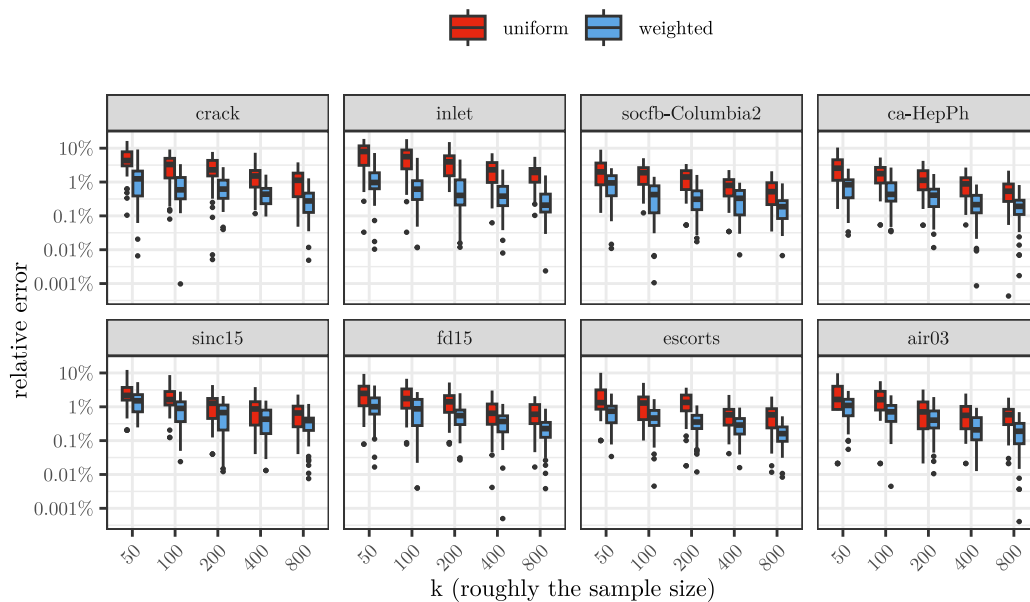 uniform weighted
crack inlet socfb-Columbia2 ca-HepPh
10%
1%
0.1%
0.01%
0.001%
relative error
sinc15 fd15 escorts air03
10%
1%
0.1%
0.01%
0.001%
50 100 200 400 800 50 100 200 400 800 50 100 200 400 800 50 100 200 400 800
k (roughly the sample size)